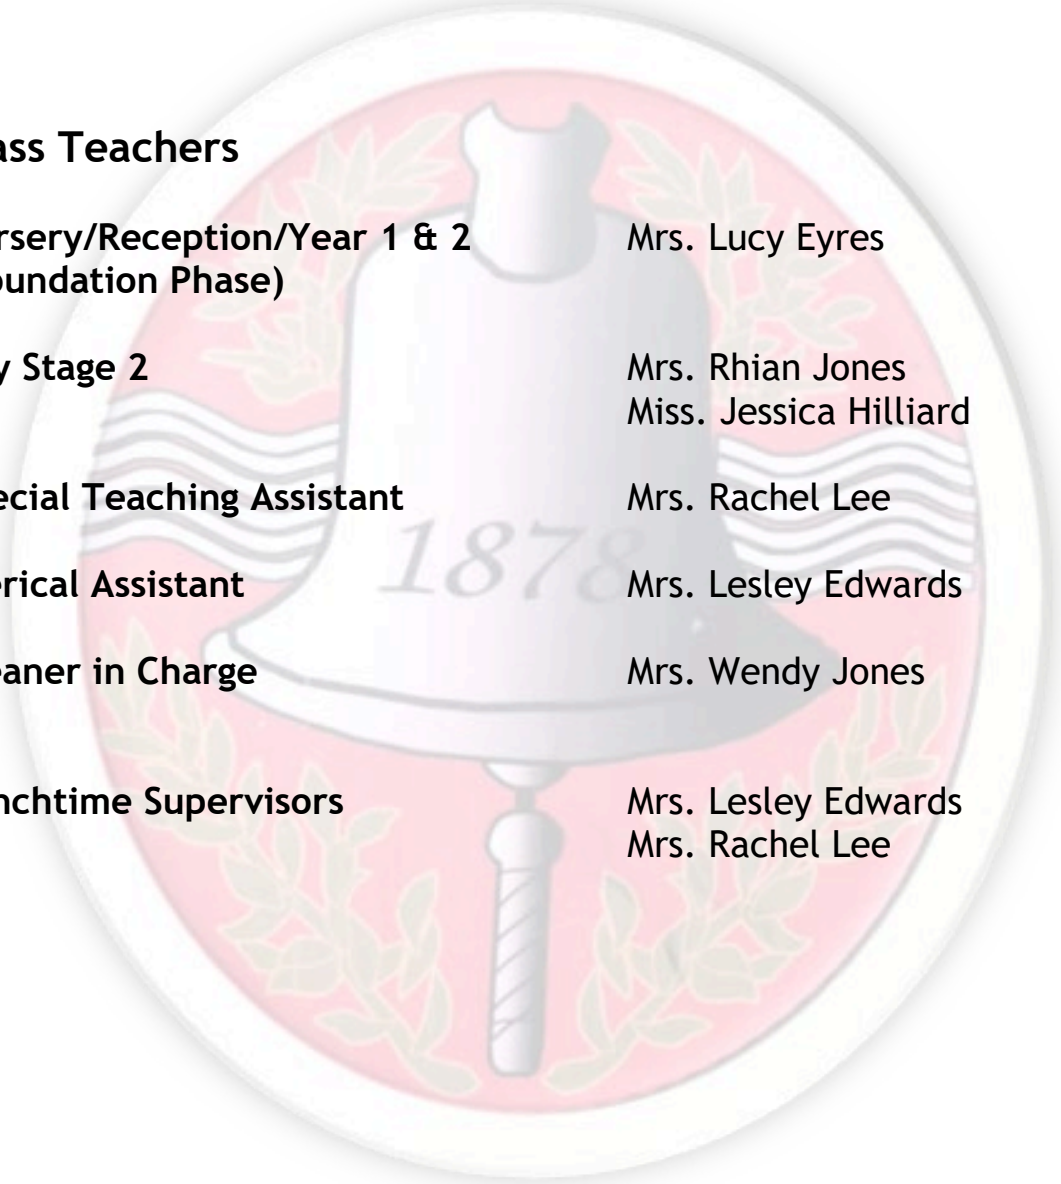 ass Teachers
rsery/Reception/Year 1 & 2 Mrs. Lucy Eyres
oundation Phase)
y Stage 2 Mrs. Rhian Jones
Miss. Jessica Hilliard
ecial Teaching Assistant Mrs. Rachel Lee
1878
erical Assistant Mrs. Lesley Edwards
eaner in Charge Mrs. Wendy Jones
nchtime Supervisors Mrs. Lesley Edwards
Mrs. Rachel Lee